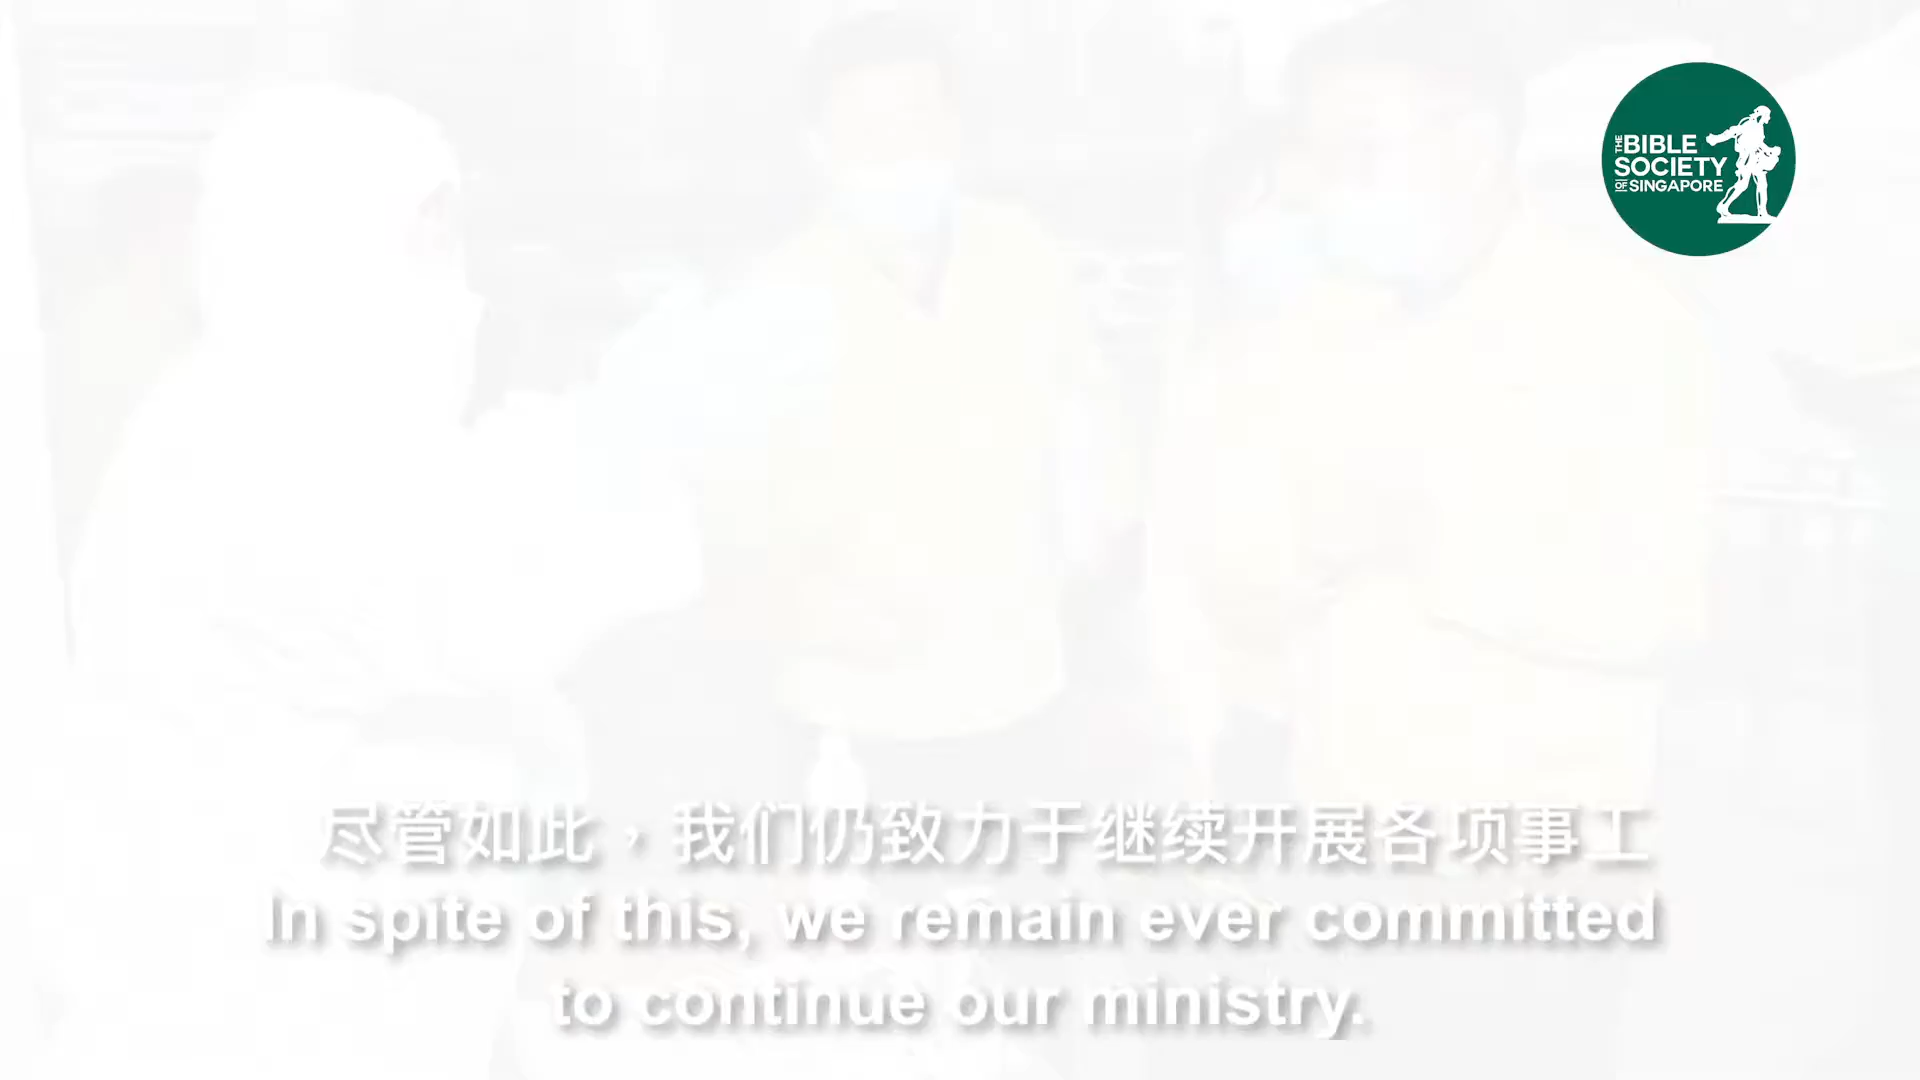 THE
BIBLE
SOCIETY
OF SINGAPORE
尽管如此，我们仍致力于继续开展各项事工
In spite of this, we remain ever committed
to continue our ministry.